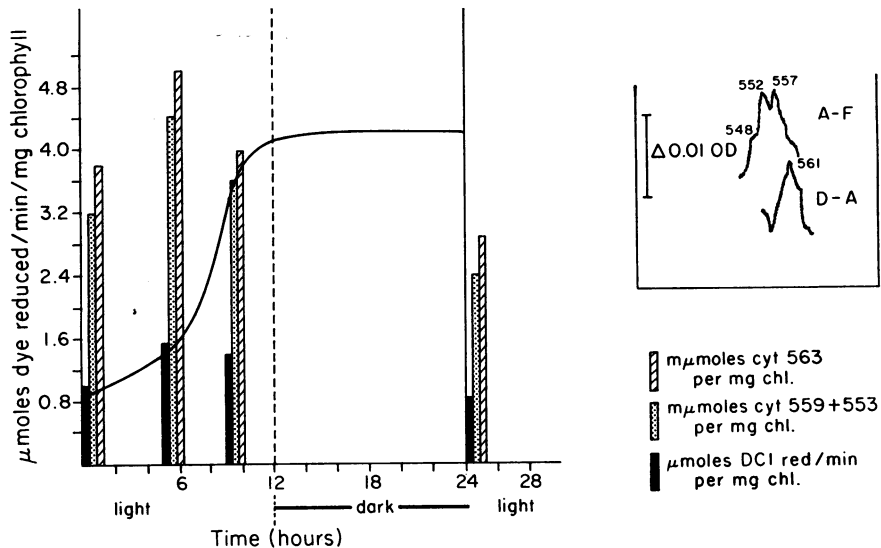 μmoles dye reduced/min/mg chlorophyll
4.8
4.0
3.2
2.4
1.6
0.8
6
12
18
24
28
light
dark
light
Time (hours)
552
557
548
A-F
Δ 0.01 OD
561
D-A
mμmoles cyt 563
per mg chl.
mμmoles cyt 559+553
per mg chl.
μmoles DCI red/min
per mg chl.